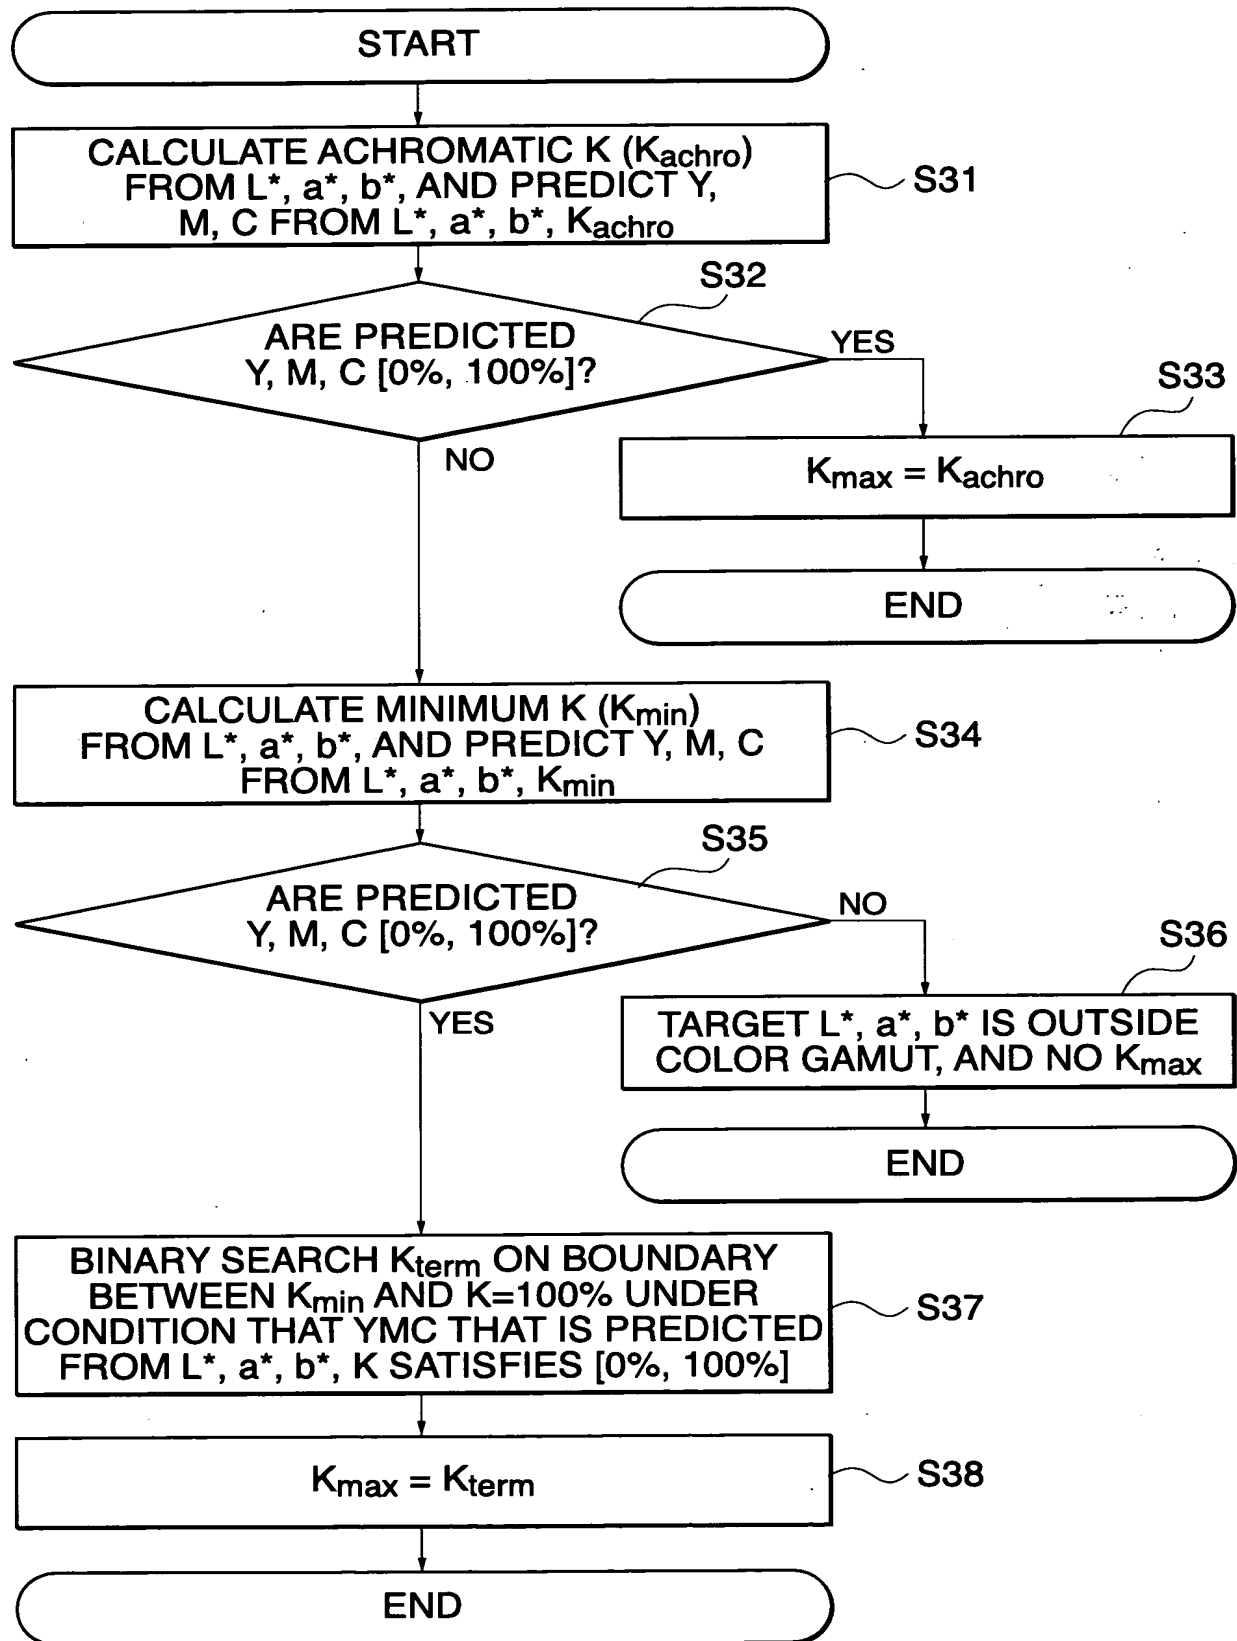 START
CALCULATE ACHROMATIC K (Kachro)
FROM L*, a*, b*, AND PREDICT Y,
M, C FROM L*, a*, b*, Kachro
S31
S32
ARE PREDICTED
Y, M, C [0%, 100%]?
YES
NO
S33
Kmax = Kachro
END
CALCULATE MINIMUM K (Kmin)
FROM L*, a*, b*, AND PREDICT Y, M, C
FROM L*, a*, b*, Kmin
S34
S35
ARE PREDICTED
Y, M, C [0%, 100%]?
NO
YES
S36
TARGET L*, a*, b* IS OUTSIDE
COLOR GAMUT, AND NO Kmax
END
BINARY SEARCH Kterm ON BOUNDARY
BETWEEN Kmin AND K=100% UNDER
CONDITION THAT YMC THAT IS PREDICTED
FROM L*, a*, b*, K SATISFIES [0%, 100%]
S37
Kmax = Kterm
S38
END